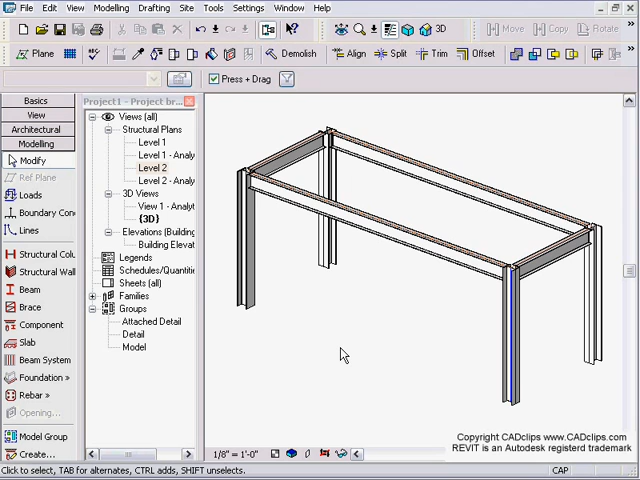 File Edit View Modelling Drafting Site Tools Settings Window Help
3D Move Copy Rotate
Plane Demolish Align Split Trim Offset
Press + Drag
Basics
View
Architectural
Modelling
Modify
Ref Plane
Loads
Boundary Con
Lines
Structural Colu
Structural Wall
Beam
Brace
Component
Slab
Beam System
Foundation »
Rebar »
Opening...
Model Group
Create...
Project1 - Project br...
Views (all)
Structural Plans
Level 1
Level 1 - Analy
Level 2
Level 2 - Analy
3D Views
View 1 - Analyt
{3D}
Elevations (Building
Building Elevat
Legends
Schedules/Quantiti
Sheets (all)
Families
Groups
Attached Detail
Detail
Model
1/8" = 1'-0"
Copyright CADclips www.CADclips.com
REVIT is an Autodesk registerd trademark
Click to select, TAB for alternates, CTRL adds, SHIFT unselects.
CAP